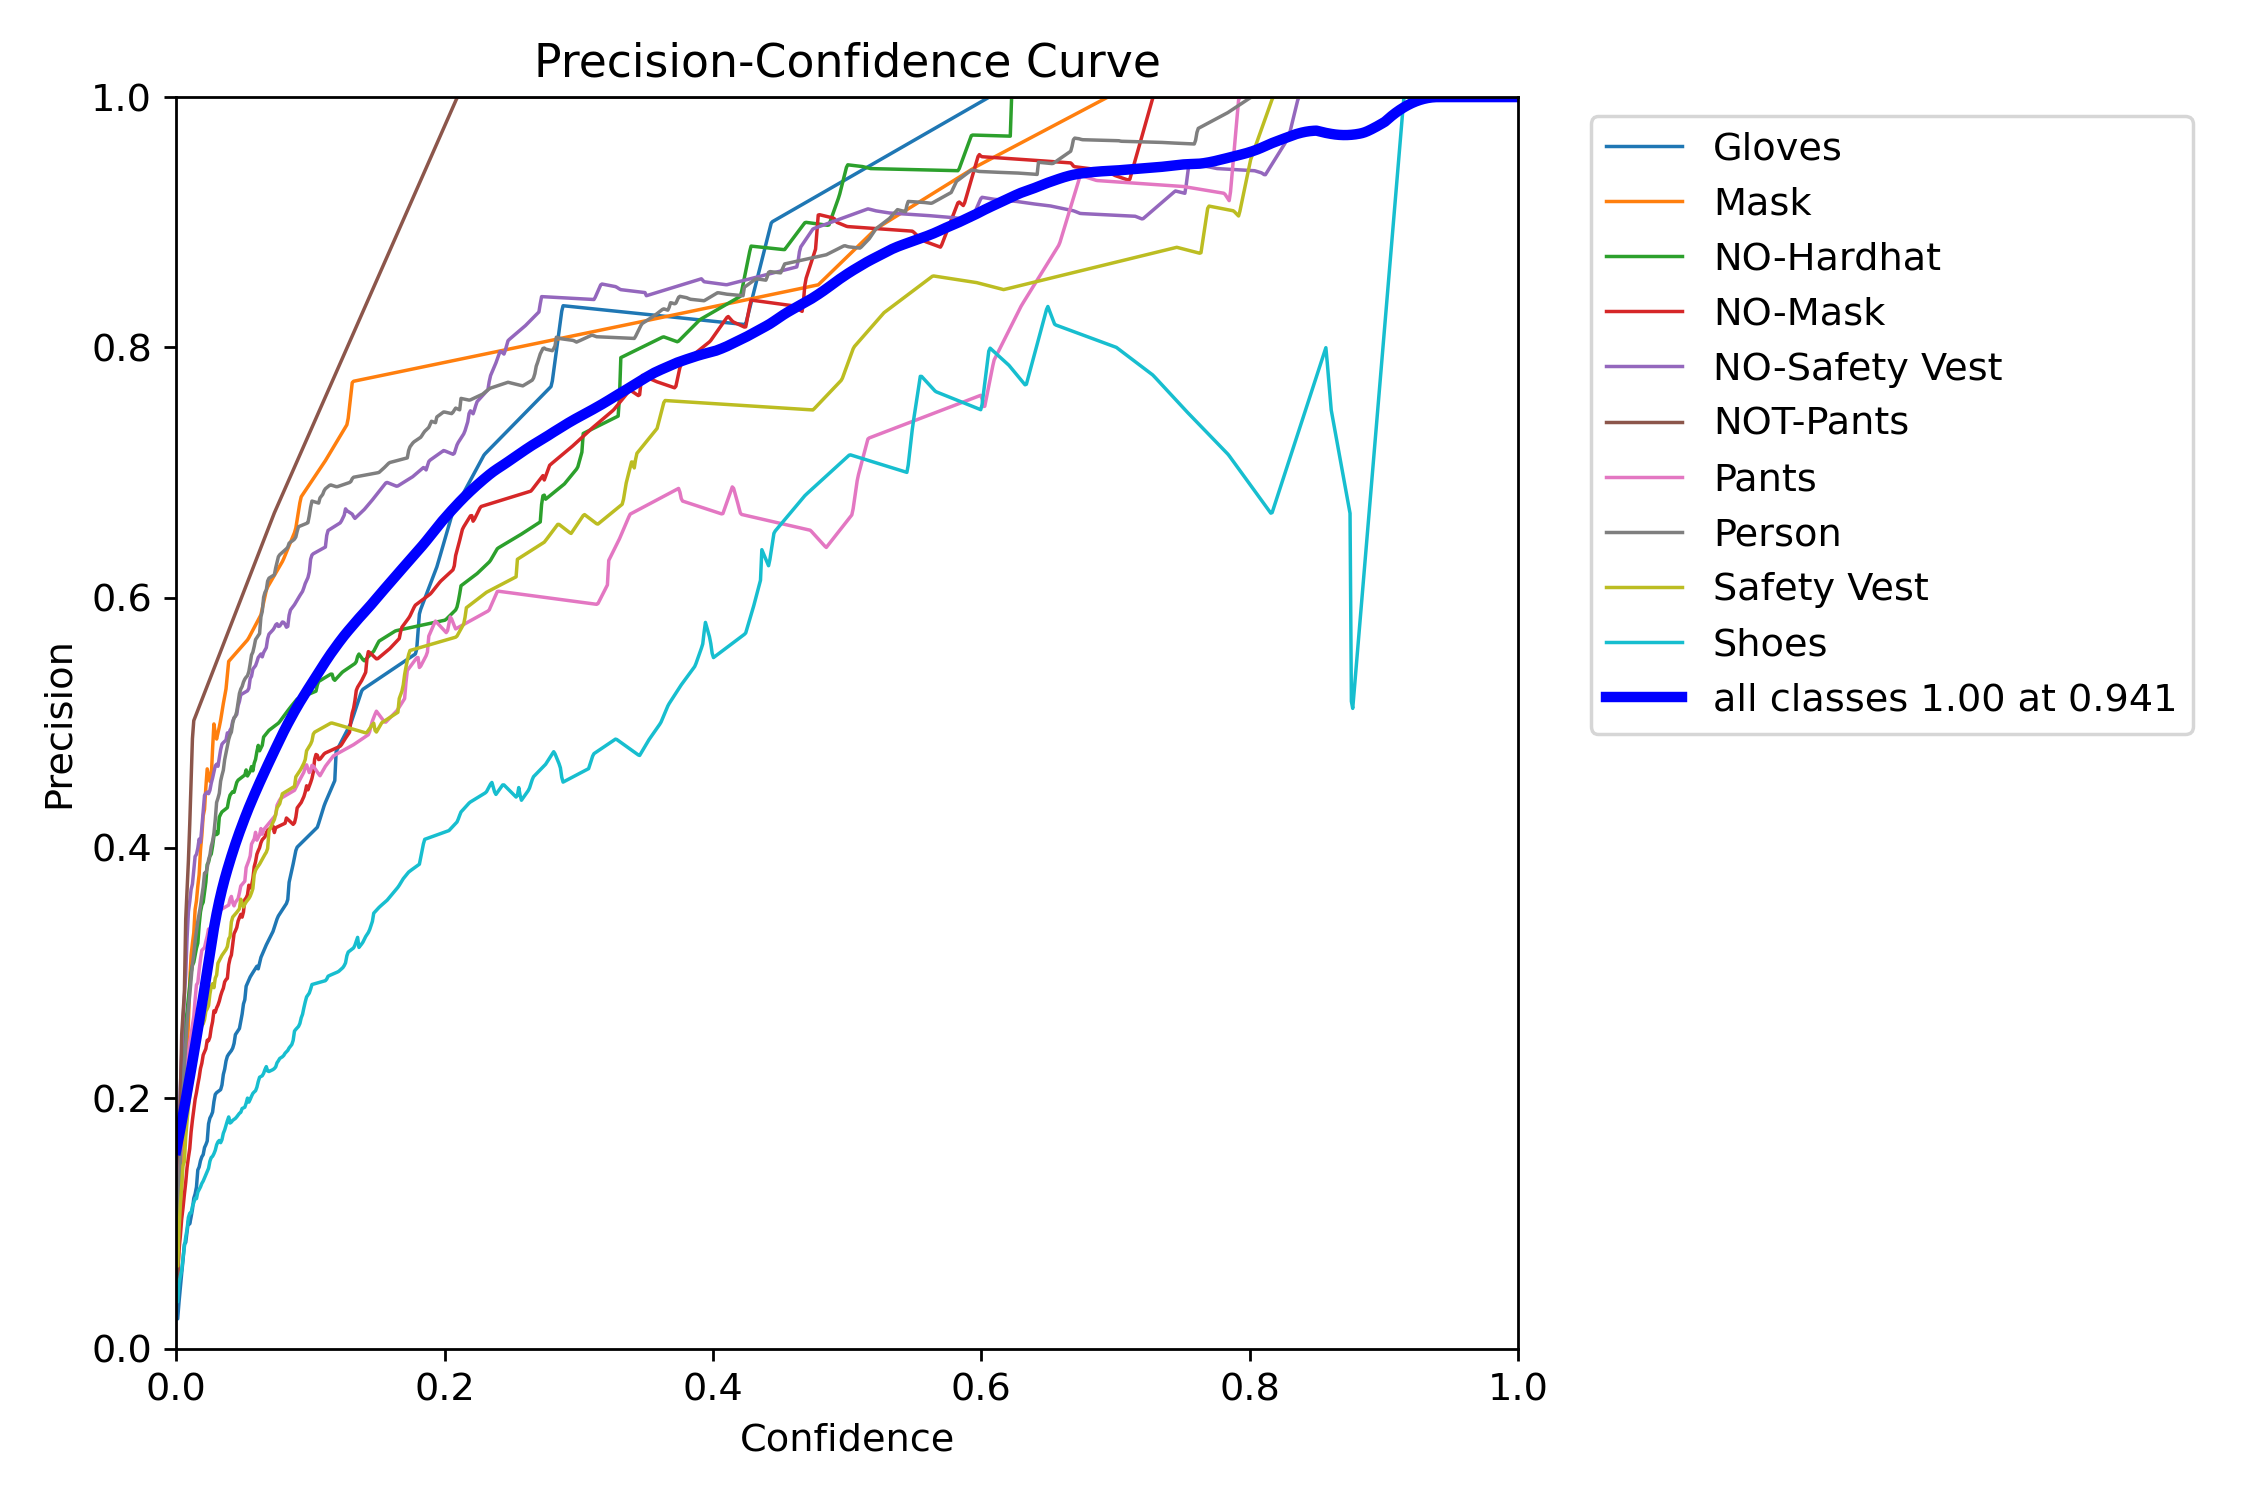 Precision-Confidence Curve
1.0
0.8
0.6
0.4
0.2
0.0
Precision
0.0 0.2 0.4 0.6 0.8 1.0
Confidence
Gloves
Mask
NO-Hardhat
NO-Mask
NO-Safety Vest
NOT-Pants
Pants
Person
Safety Vest
Shoes
all classes 1.00 at 0.941